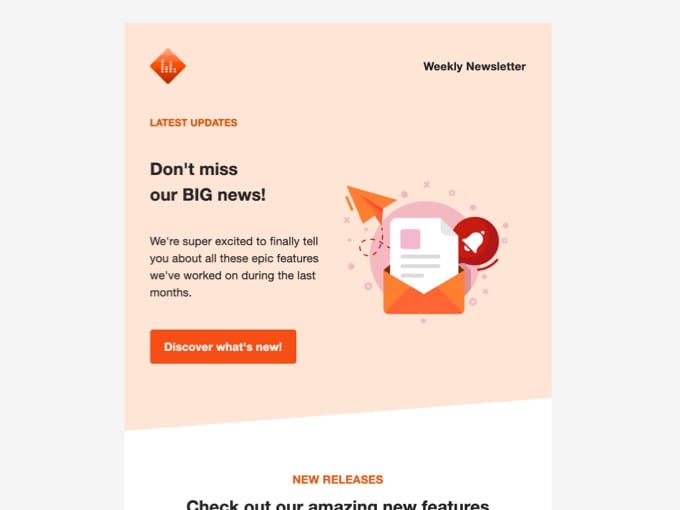 Weekly Newsletter
LATEST UPDATES
Don't miss
our BIG news!
We're super excited to finally tell
you about all these epic features
we've worked on during the last
months.
Discover what's new!
NEW RELEASES
Check out our amazing new features